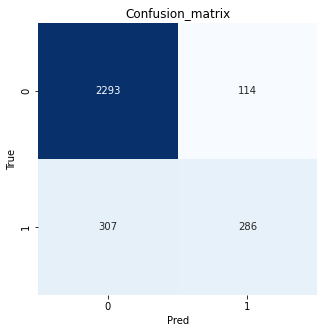 Confusion_matrix
0
2293
114
True
1
307
286
0
1
Pred